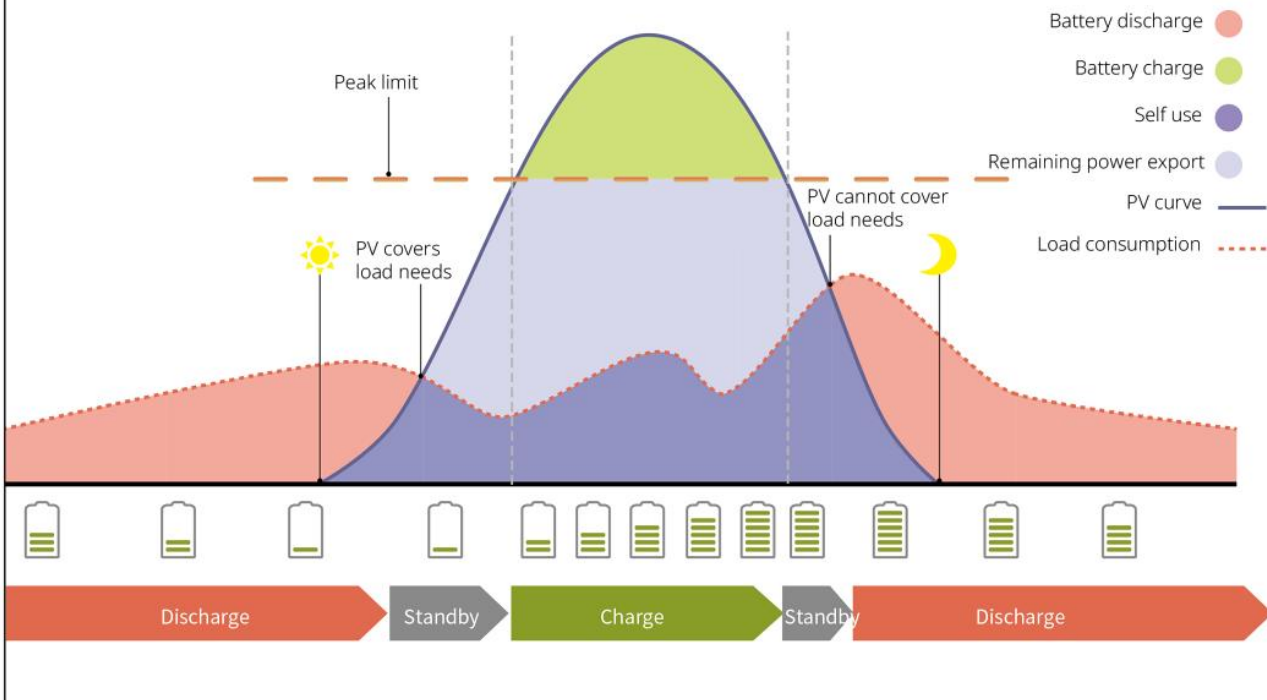 Battery discharge
Battery charge
Self use
Remaining power export
PV curve
Load consumption
Peak limit
PV covers
load needs
PV cannot cover
load needs
Discharge
Standby
Charge
Standby
Discharge